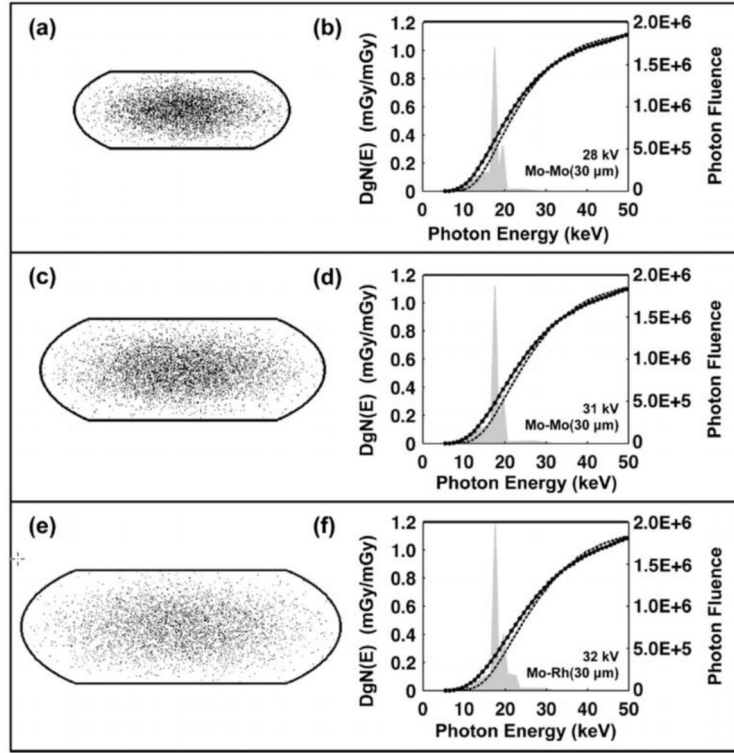 (a)
(b)
1.2
1.0
0.8
0.6
0.4
0.2
0
DgN(E) (mGy/mGy)
2.0E+6
1.5E+6
1.0E+6
5.0E+5
0
Photon Fluence
28 kV
Mo-Mo(30 µm)
0 10 20 30 40 50
Photon Energy (keV)
(c)
(d)
1.2
1.0
0.8
0.6
0.4
0.2
0
DgN(E) (mGy/mGy)
2.0E+6
1.5E+6
1.0E+6
5.0E+5
0
Photon Fluence
31 kV
Mo-Mo(30 µm)
0 10 20 30 40 50
Photon Energy (keV)
(e)
(f)
1.2
1.0
0.8
0.6
0.4
0.2
0
DgN(E) (mGy/mGy)
2.0E+6
1.5E+6
1.0E+6
5.0E+5
0
Photon Fluence
32 kV
Mo-Rh(30 µm)
0 10 20 30 40 50
Photon Energy (keV)